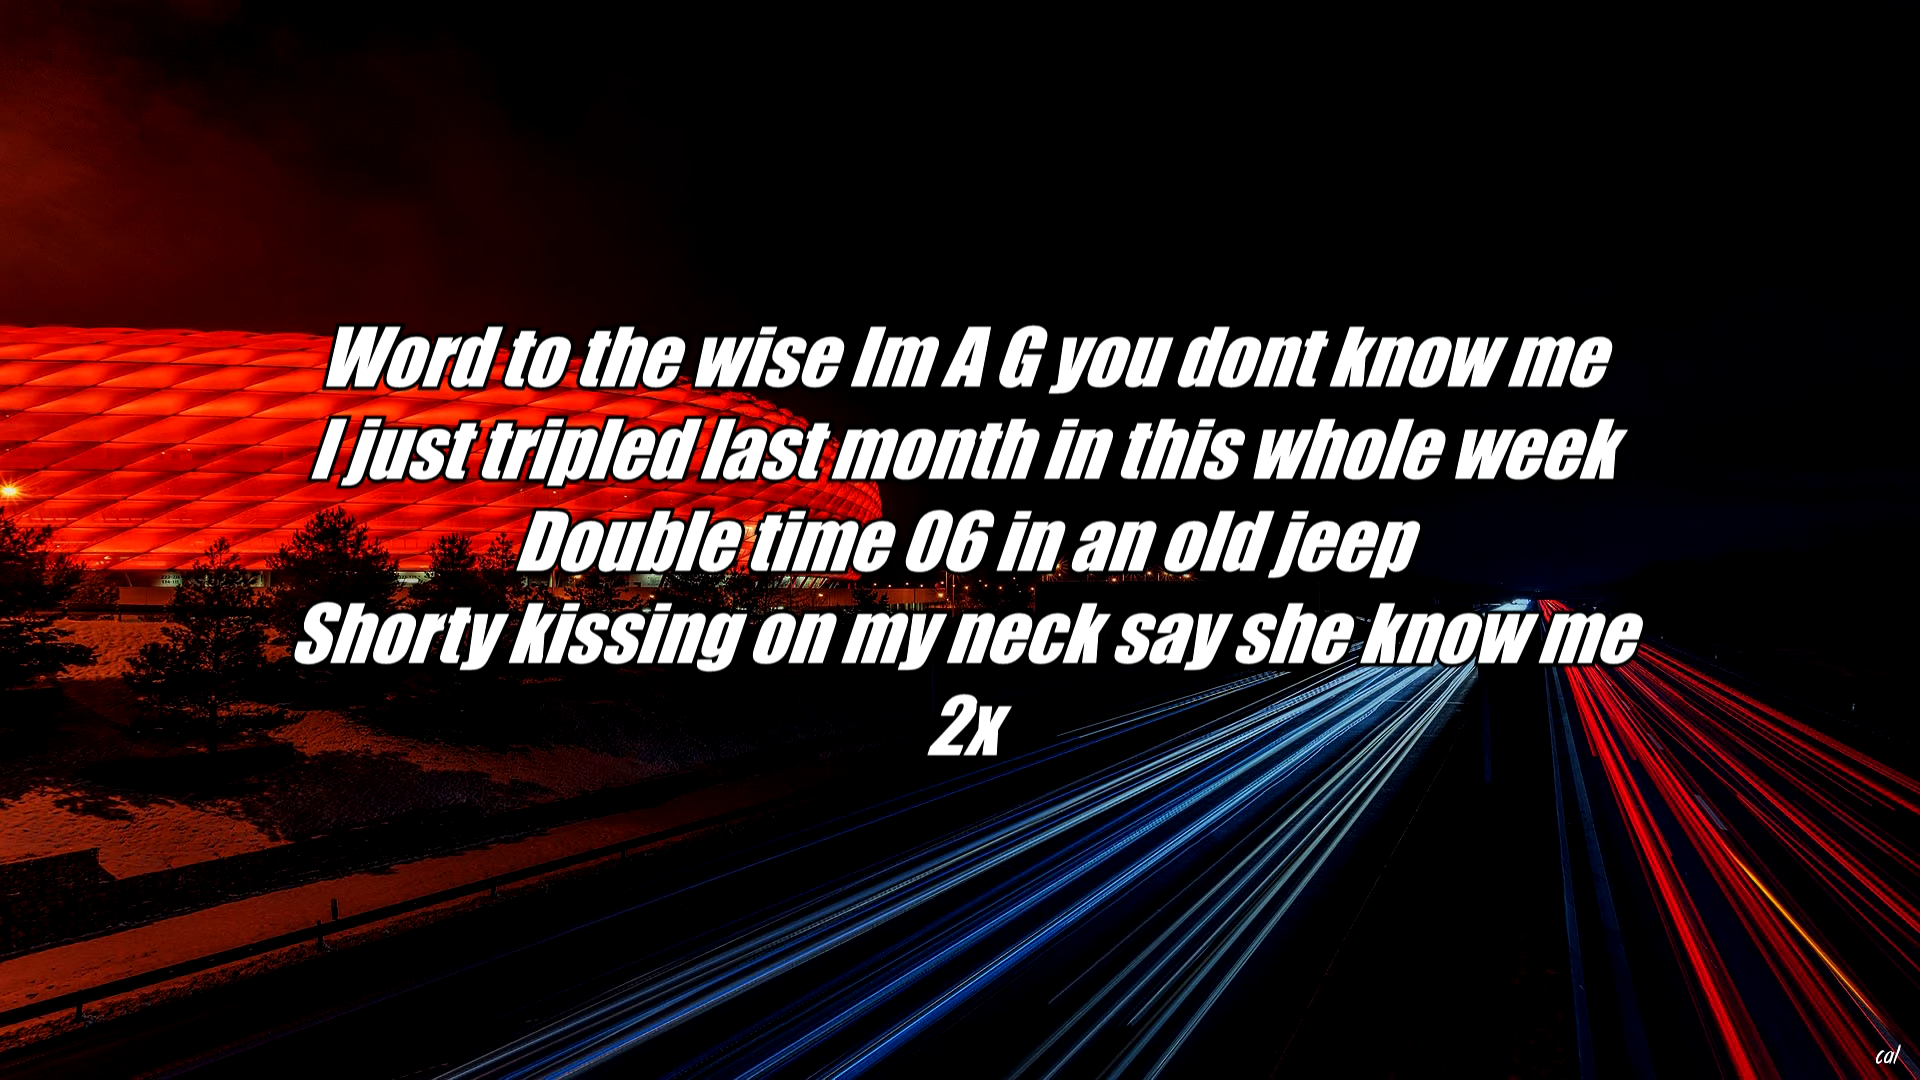 Word to the wise Im A G you dont know me
I just tripled last month in this whole week
Double time 06 in an old jeep
Shorty kissing on my neck say she know me
2x
cal